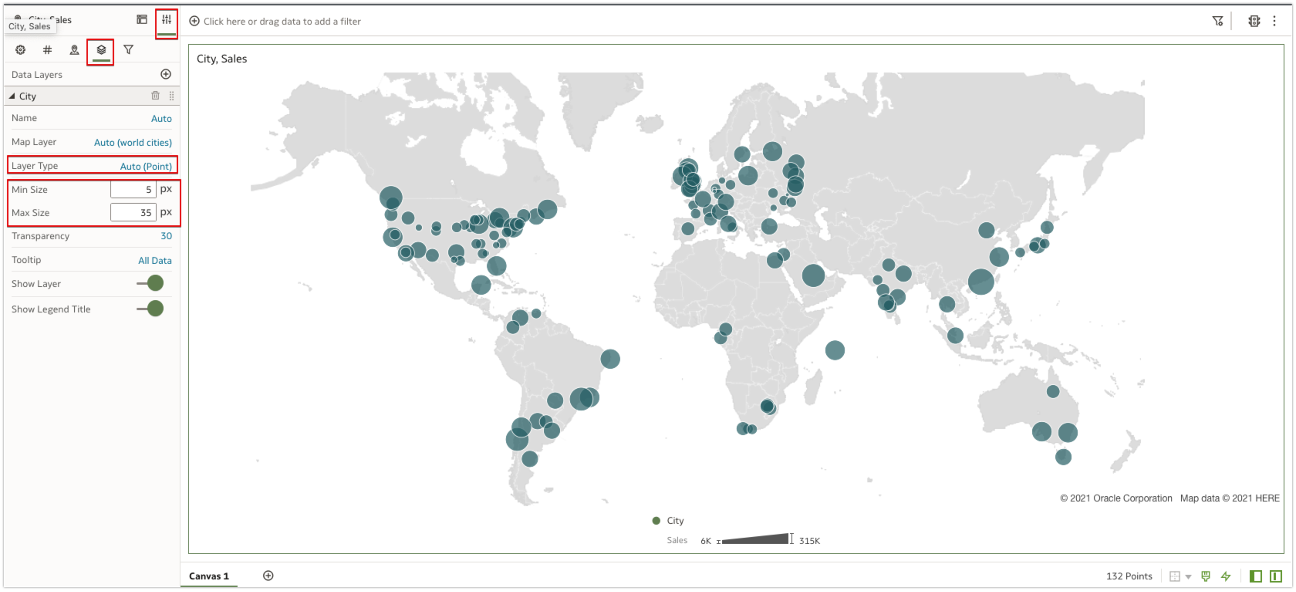 City, Sales
City, Sales
Click here or drag data to add a filter
Data Layers
City
Name Auto
Map Layer Auto (world cities)
Layer Type Auto (Point)
Min Size 5 px
Max Size 35 px
Transparency 30
Tooltip All Data
Show Layer
Show Legend Title
City, Sales
© 2021 Oracle Corporation Map data © 2021 HERE
City
Sales 6K 315K
Canvas 1
132 Points